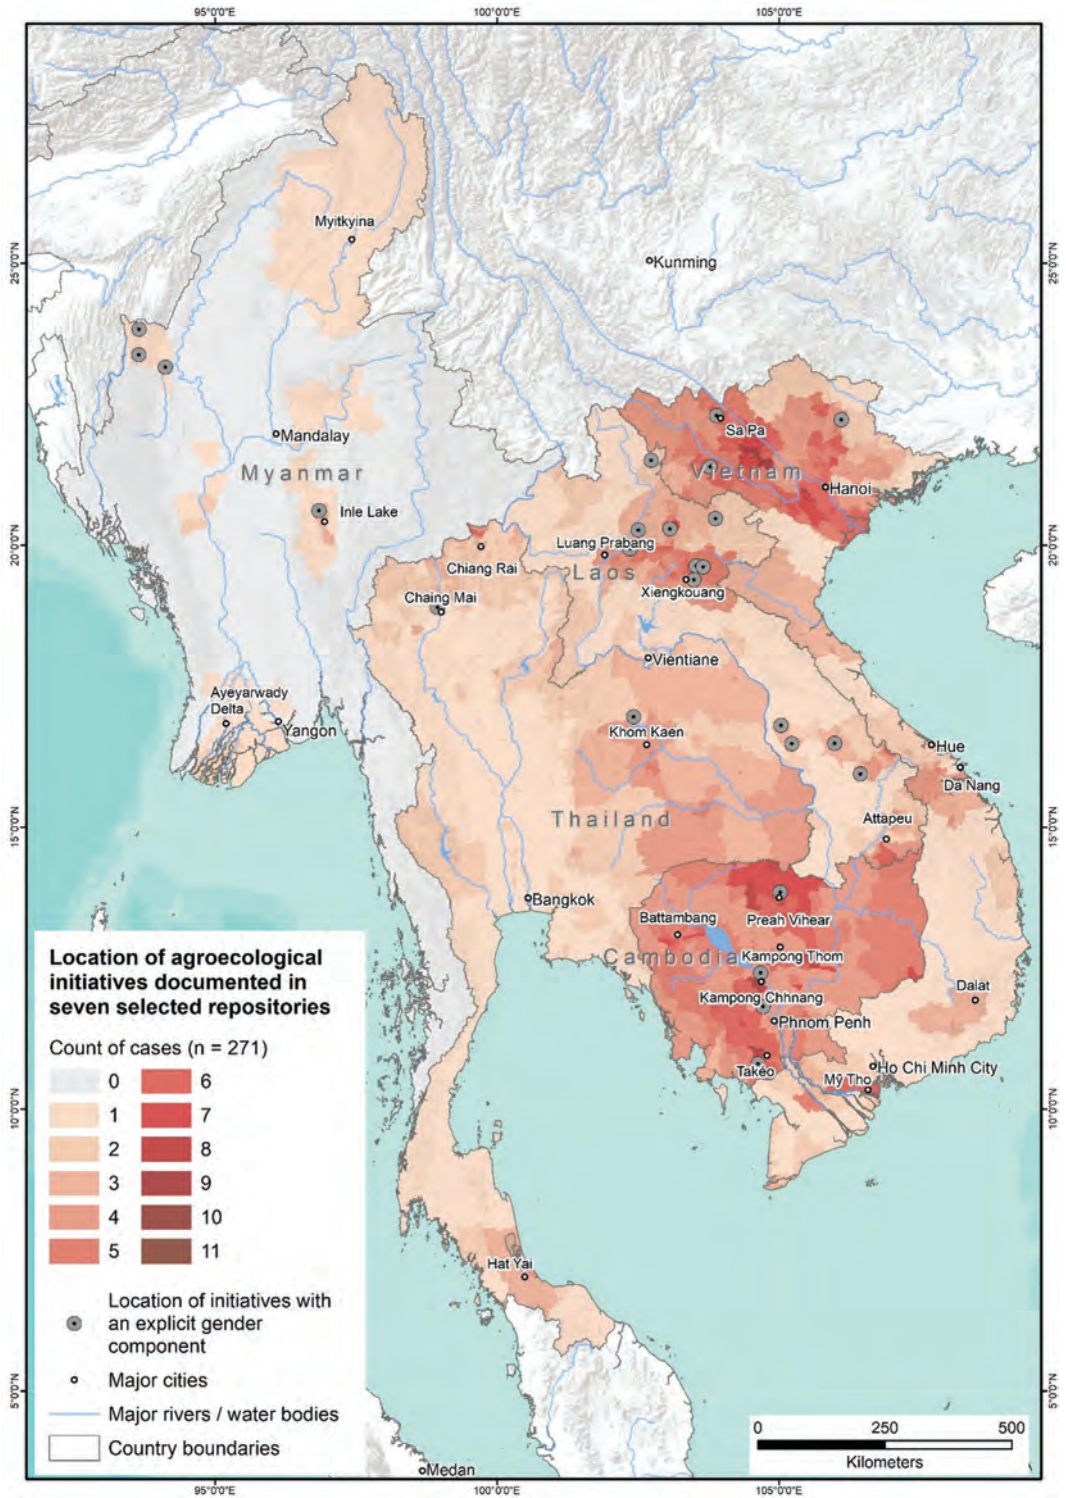 95°0'0"E
100°0'0"E
105°0'0"E
25°0'0"N
25°0'0"N
20°0'0"N
20°0'0"N
15°0'0"N
15°0'0"N
10°0'0"N
10°0'0"N
5°0'0"N
5°0'0"N
Myitkyina
Kunming
Mandalay
Myanmar
Sa Pa
Vietnam
Hanoi
Inle Lake
Luang Prabang
Chiang Rai
Laos
Xiengkouang
Chaing Mai
Vientiane
Ayeyarwady
Delta
Yangon
Khom Kaen
Hue
Da Nang
Thailand
Attapeu
Bangkok
Battambang
Preah Vihear
Cambodia
Kampong Thom
Kampong Chhnang
Dalat
Phnom Penh
Takéo
Ho Chi Minh City
Mỹ Tho
Hat Yai
Medan
Location of agroecological
initiatives documented in
seven selected repositories
Count of cases (n = 271)
0
6
1
7
2
8
3
9
4
10
5
11
Location of initiatives with
an explicit gender
component
Major cities
Major rivers / water bodies
Country boundaries
0
250
500
Kilometers
95°0'0"E
100°0'0"E
105°0'0"E